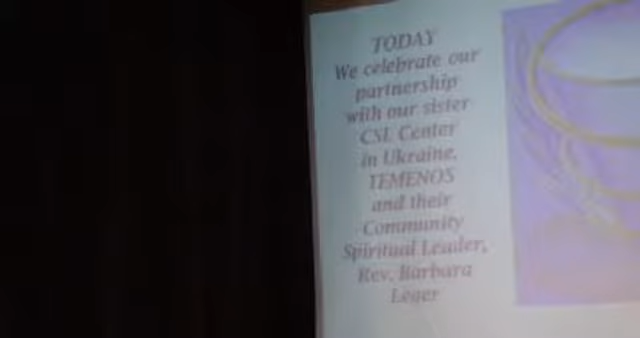 TODAY
We celebrate our
partnership
with our sister
CSL Center
in Ukraine,
TEMENOS
and their
Community
Spiritual Leader,
Rev. Barbara
Leger